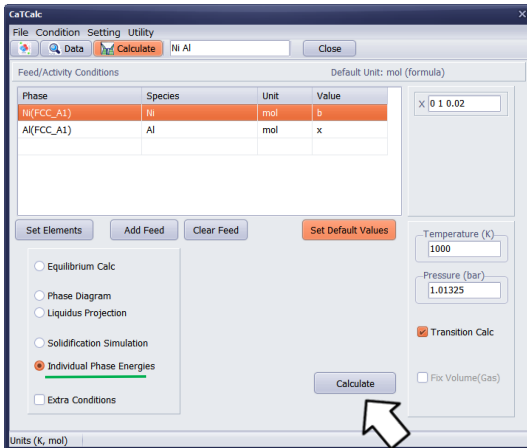 CaTCalc
File Condition Setting Utility
Data Calculate Ni Al Close
Feed/Activity Conditions Default Unit: mol (formula)
Phase Species Unit Value
Ni(FCC_A1) Ni mol b
Al(FCC_A1) Al mol x
X 0 1 0.02
Set Elements Add Feed Clear Feed Set Default Values
Temperature (K)
1000
Pressure (bar)
1.01325
Equilibrium Calc
Phase Diagram
Liquidus Projection
Solidification Simulation
Individual Phase Energies
Extra Conditions
Transition Calc
Fix Volume(Gas)
Calculate
Units (K, mol)